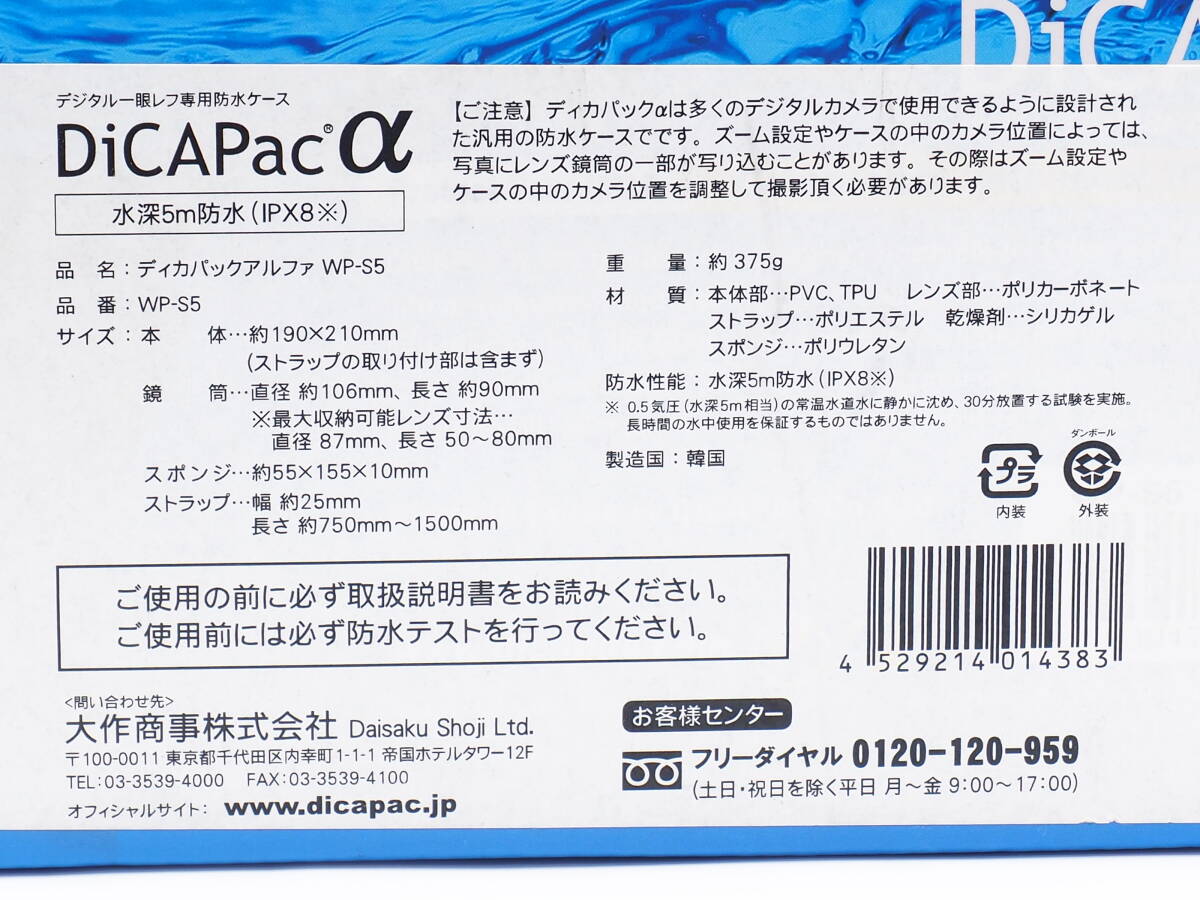 DiCA
デジタル一眼レフ専用防水ケース
DiCAPac® α
水深5m防水(IPX8※)
【ご注意】ディカパックαは多くのデジタルカメラで使用できるように設計され
た汎用の防水ケースでです。ズーム設定やケースの中のカメラ位置によっては、
写真にレンズ鏡筒の一部が写り込むことがあります。その際はズーム設定や
ケースの中のカメラ位置を調整して撮影頂く必要があります。
品 名：ディカパックアルファ WP-S5
品 番：WP-S5
サイズ：本 体…約190×210mm
(ストラップの取り付け部は含まず)
鏡 筒…直径 約106mm、長さ 約90mm
※最大収納可能レンズ寸法…
直径 87mm、長さ 50～80mm
スポンジ…約55×155×10mm
ストラップ…幅 約25mm
長さ 約750mm～1500mm
重 量：約 375g
材 質：本体部…PVC、TPU レンズ部…ポリカーボネート
ストラップ…ポリエステル 乾燥剤…シリカゲル
スポンジ…ポリウレタン
防水性能：水深5m防水(IPX8※)
※ 0.5気圧(水深5m相当)の常温水道水に静かに沈め、30分放置する試験を実施。
長時間の水中使用を保証するものではありません。
製造国：韓国
ダンボール
プラ
内装 外装
ご使用の前に必ず取扱説明書をお読みください。
ご使用前には必ず防水テストを行ってください。
4 529214 014383
<問い合わせ先>
大作商事株式会社 Daisaku Shoji Ltd.
〒100-0011 東京都千代田区内幸町1-1-1 帝国ホテルタワー12F
TEL：03-3539-4000 FAX：03-3539-4100
オフィシャルサイト： www.dicapac.jp
お客様センター
フリーダイヤル 0120-120-959
(土日・祝日を除く平日 月～金 9:00～17:00)